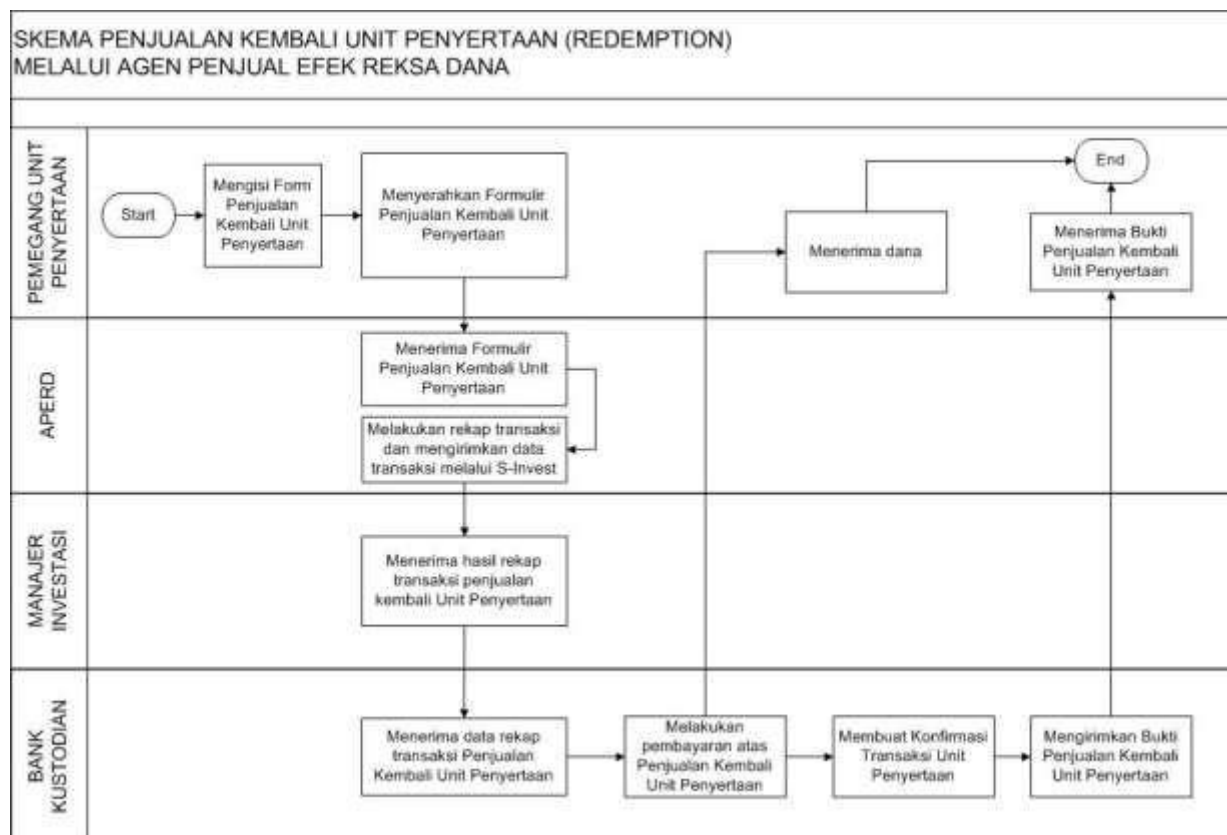 SKEMA PENJUALAN KEMBALI UNIT PENYERTAAN (REDEMPTION)
MELALUI AGEN PENJUAL EFEK REKSA DANA
PEMEGANG UNIT
PENYERTAAN
Start
Mengisi Form
Penjualan
Kembali Unit
Penyertaan
Menyerahkan Formulir
Penjualan Kembali Unit
Penyertaan
Menerima dana
End
Menerima Bukti
Penjualan Kembali
Unit Penyertaan
APERD
Menerima Formulir
Penjualan Kembali Unit
Penyertaan
Melakukan rekap transaksi
dan mengirimkan data
transaksi melalui S-Invest
MANAJER
INVESTASI
Menerima hasil rekap
transaksi penjualan
kembali Unit Penyertaan
BANK
KUSTODIAN
Menerima data rekap
transaksi Penjualan
Kembali Unit Penyertaan
Melakukan
pembayaran atas
Penjualan Kembali
Unit Penyertaan
Membuat Konfirmasi
Transaksi Unit
Penyertaan
Mengirimkan Bukti
Penjualan Kembali
Unit Penyertaan